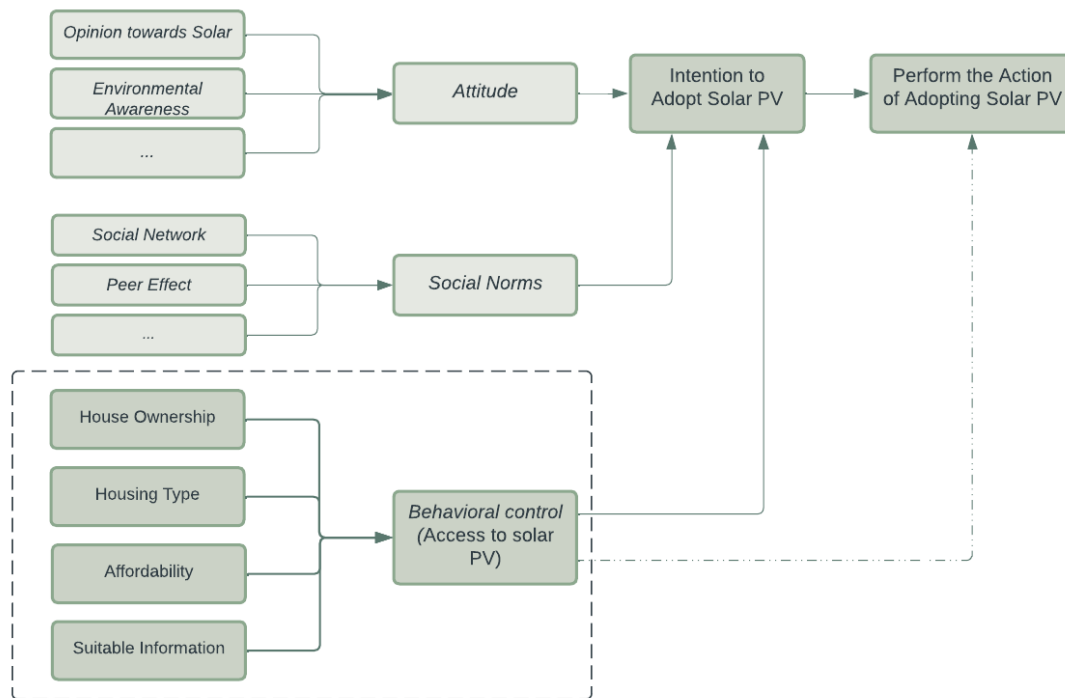 Opinion towards Solar
Environmental
Awareness
...
Attitude
Intention to
Adopt Solar PV
Perform the Action
of Adopting Solar PV
Social Network
Peer Effect
...
Social Norms
House Ownership
Housing Type
Affordability
Suitable Information
Behavioral control
(Access to solar
PV)